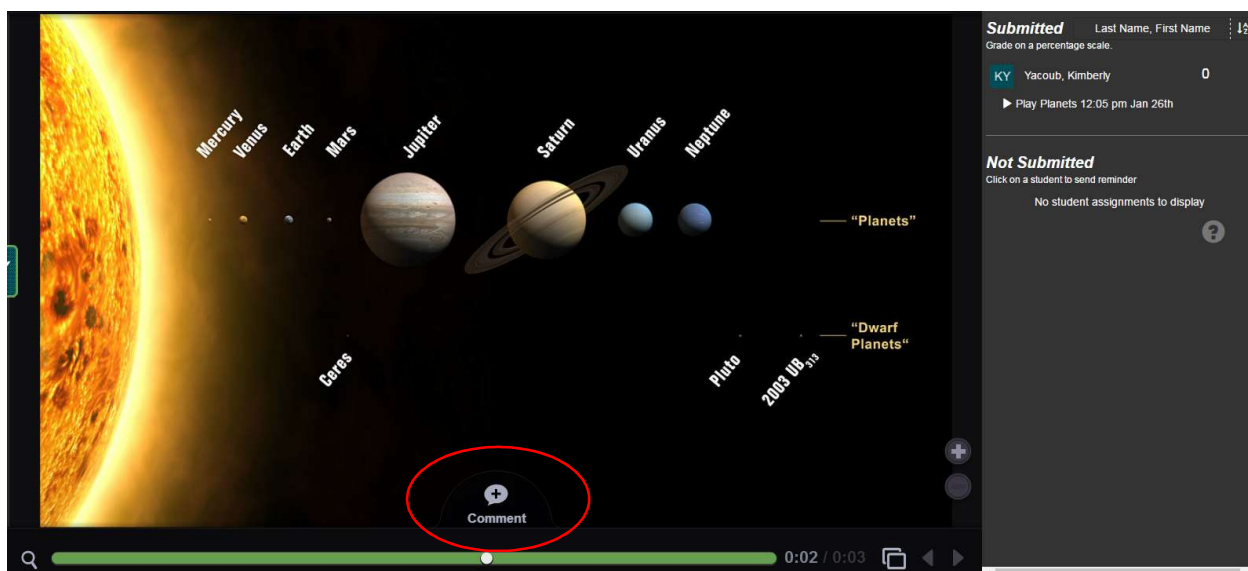 Submitted Last Name, First Name
Grade on a percentage scale.
KY Yacoub, Kimberly 0
Play Planets 12:05 pm Jan 26th
Not Submitted
Click on a student to send reminder
No student assignments to display
?
Mercury
Venus
Earth
Mars
Jupiter
Saturn
Uranus
Neptune
“Planets”
“Dwarf
Planets“
Ceres
Pluto
2003 UB313
Comment
0:02 / 0:03